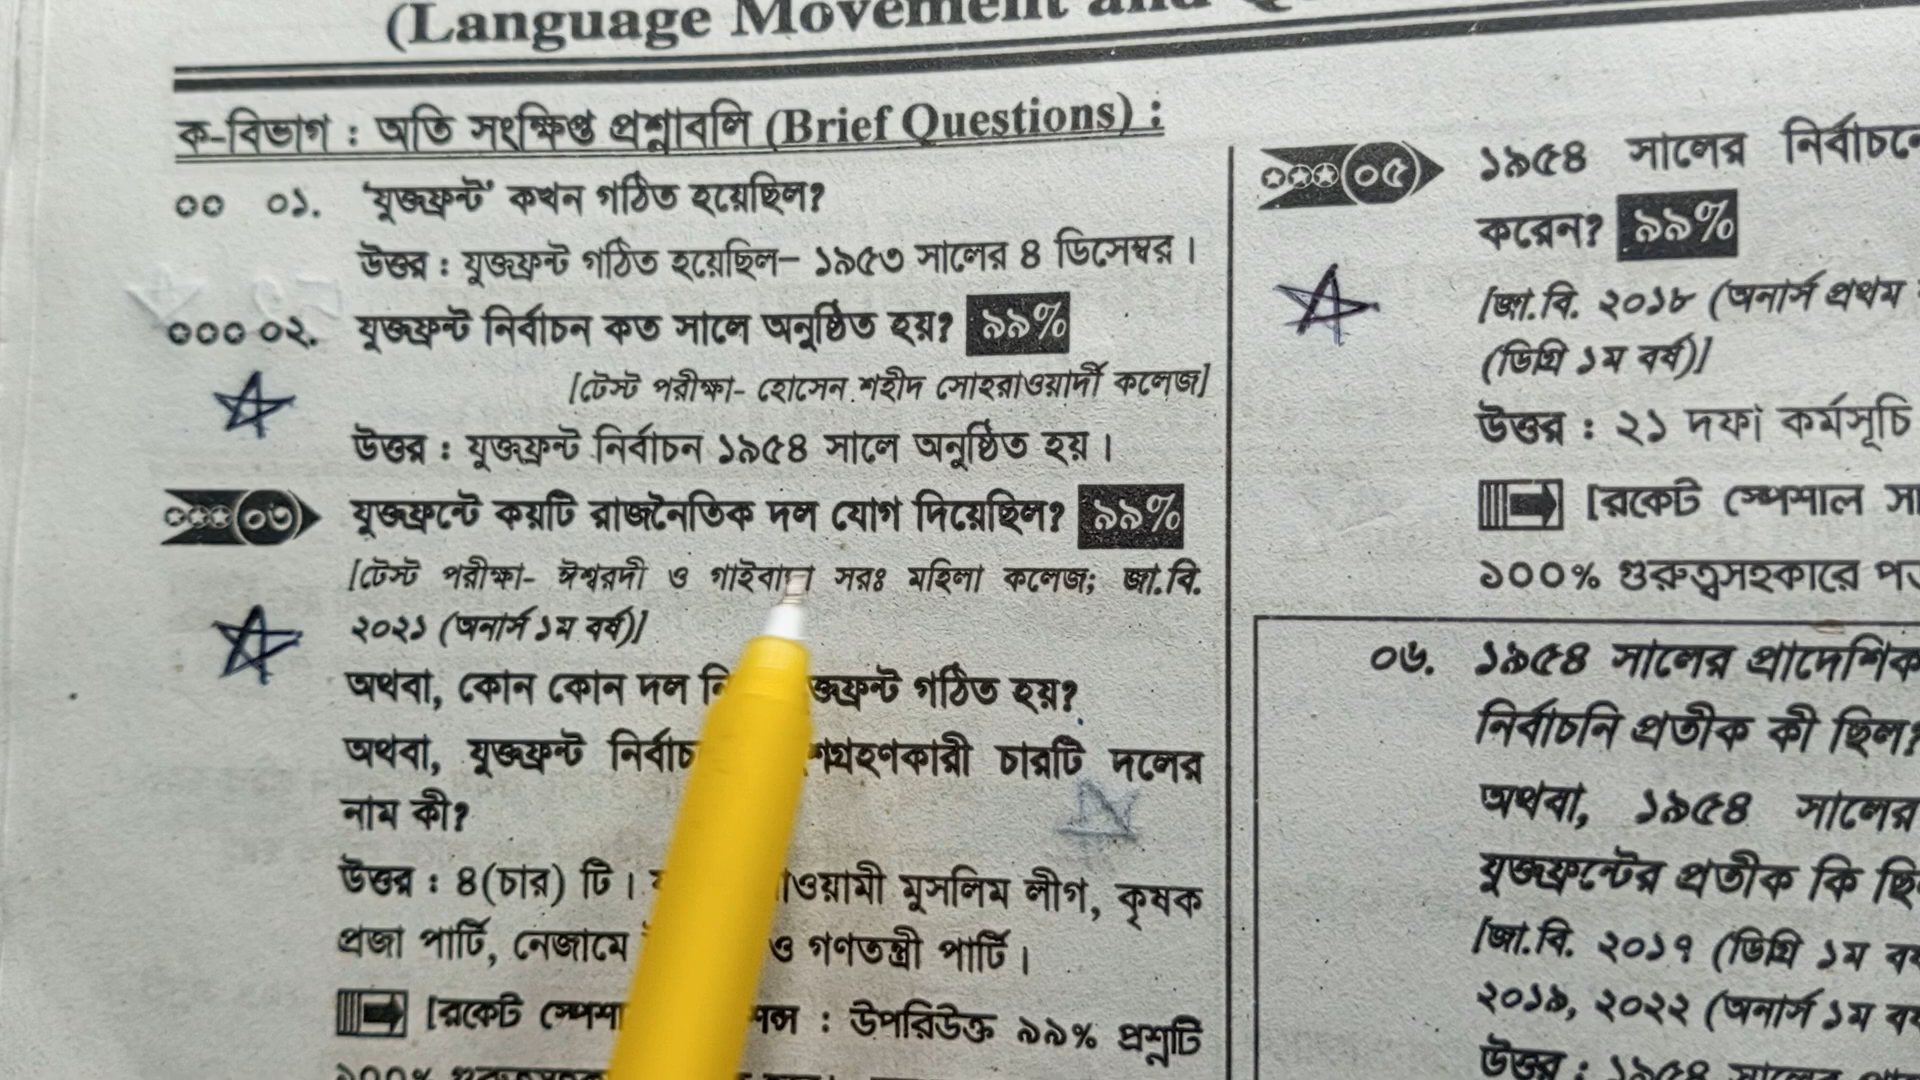 (Language Movement and
ক-বিভাগ : অতি সংক্ষিপ্ত প্রশ্নাবলি (Brief Questions) :
০০ ০১. 'যুক্তফ্রন্ট' কখন গঠিত হয়েছিল?
উত্তর : যুক্তফ্রন্ট গঠিত হয়েছিল– ১৯৫৩ সালের ৪ ডিসেম্বর।
০০০ ০২. যুক্তফ্রন্ট নির্বাচন কত সালে অনুষ্ঠিত হয়? ৯৯%
[টেস্ট পরীক্ষা- হোসেন শহীদ সোহরাওয়ার্দী কলেজ]
উত্তর : যুক্তফ্রন্ট নির্বাচন ১৯৫৪ সালে অনুষ্ঠিত হয়।
০৩ যুক্তফ্রন্টে কয়টি রাজনৈতিক দল যোগ দিয়েছিল? ৯৯%
[টেস্ট পরীক্ষা- ঈশ্বরদী ও গাইবান্ধা সরঃ মহিলা কলেজ; জা.বি.
২০২১ (অনার্স ১ম বর্ষ)]
অথবা, কোন কোন দল গঠিত হয়?
অথবা, যুক্তফ্রন্ট চারটি দলের
নাম কী?
উত্তর : ৪(চার) টি। মুসলিম লীগ, কৃষক
প্রজা পার্টি, নেজামে ও গণতন্ত্রী পার্টি।
[রকেট : উপরিউক্ত ৯৯% প্রশ্নটি
১০০%
০৫ ১৯৫৪ সালের
করেন? ৯৯%
[জা.বি. ২০১৮ (অনার্স প্রথম
(ডিগ্রি ১ম বর্ষ)]
উত্তর : ২১ দফা কর্মসূচি
[রকেট স্পেশাল
১০০% গুরুত্বসহকারে
০৬. ১৯৫৪ সালের প্রাদেশিক
নির্বাচনি প্রতীক কী ছিল?
অথবা, ১৯৫৪ সালের
যুক্তফ্রন্টের প্রতীক কি
[জা.বি. ২০১৭ (ডিগ্রি ১ম
২০১৯, ২০২২ (অনার্স ১ম
উত্তর : ১৯৫৪ সালের